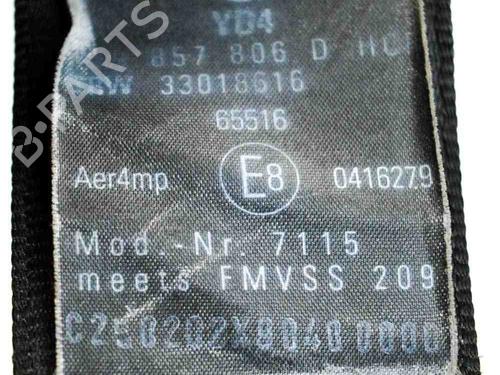 YD4
857 806 D
33018616
65516
Aer4mp E8 0416279
Mod.-Nr. 7115
meets FMVSS 209
B-PARTS